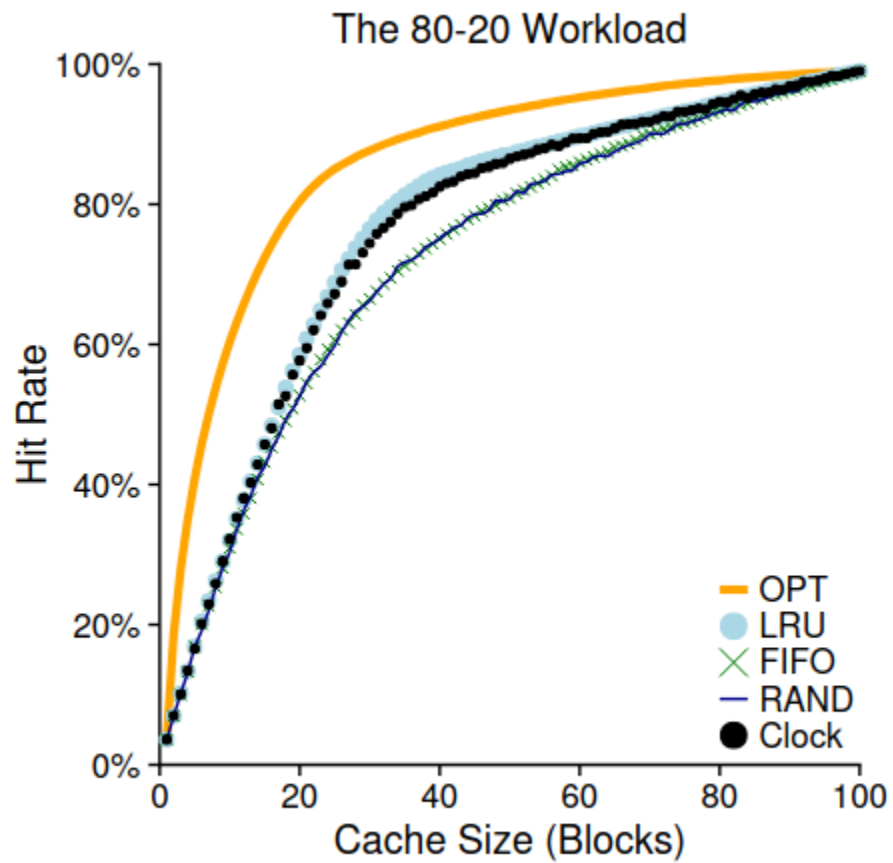 The 80-20 Workload
100%
80%
60%
40%
20%
0%
Hit Rate
0 20 40 60 80 100
Cache Size (Blocks)
OPT
LRU
FIFO
RAND
Clock